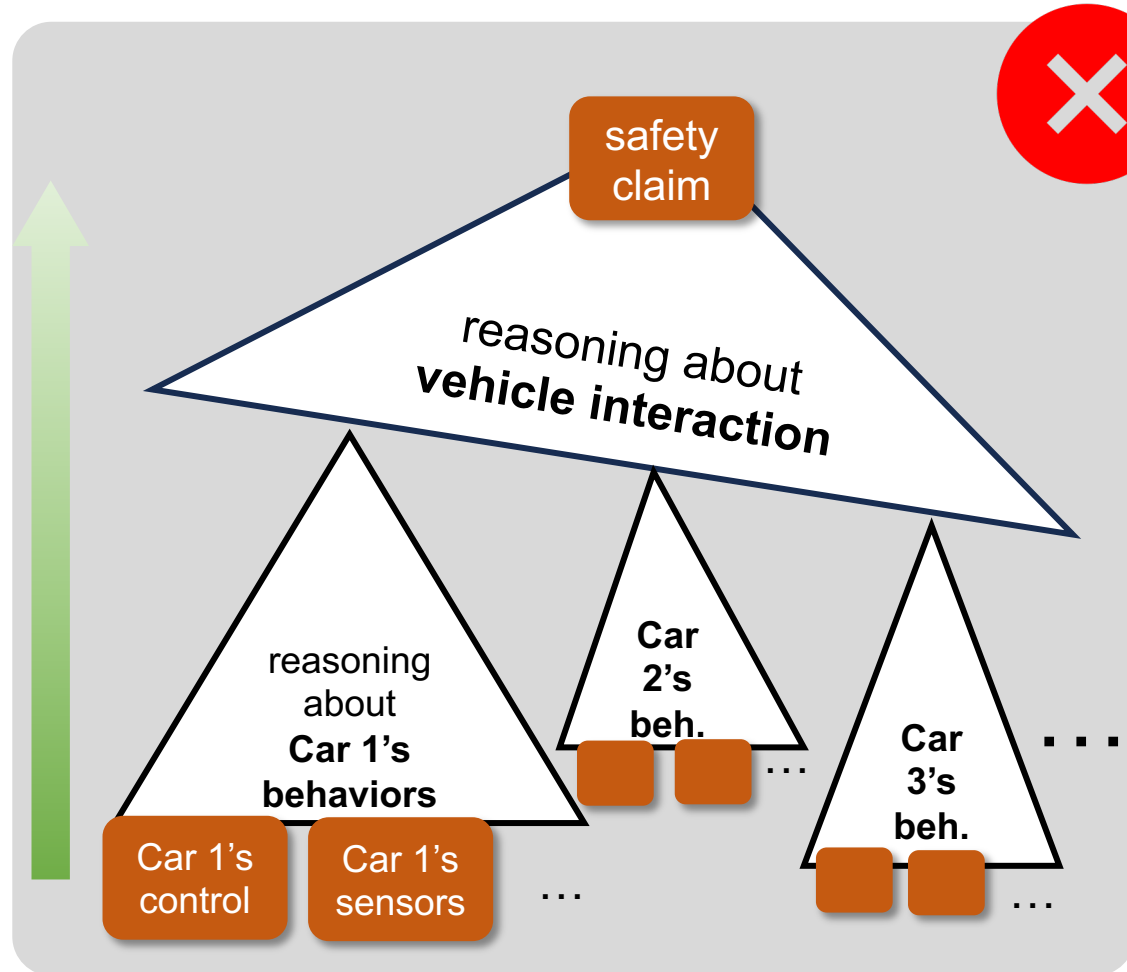 safety
claim
reasoning about
vehicle interaction
reasoning
about
Car 1’s
behaviors
Car
2’s
beh.
Car
3’s
beh.
...
...
Car 1’s
control
Car 1’s
sensors
...
...